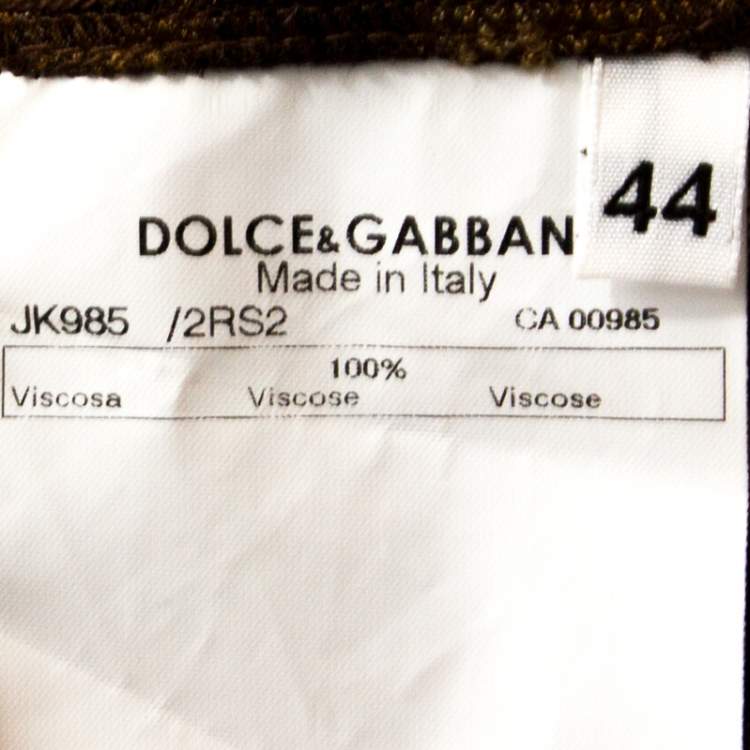 44
DOLCE&GABBAN
Made in Italy
JK985 /2RS2 CA 00985
100%
Viscosa Viscose Viscose